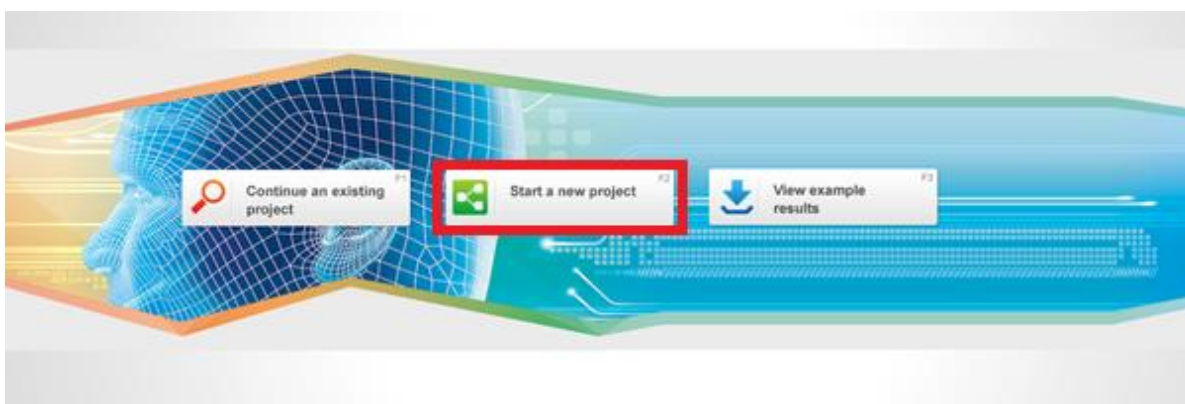 F1
Continue an existing
project
F2
Start a new project
F3
View example
results